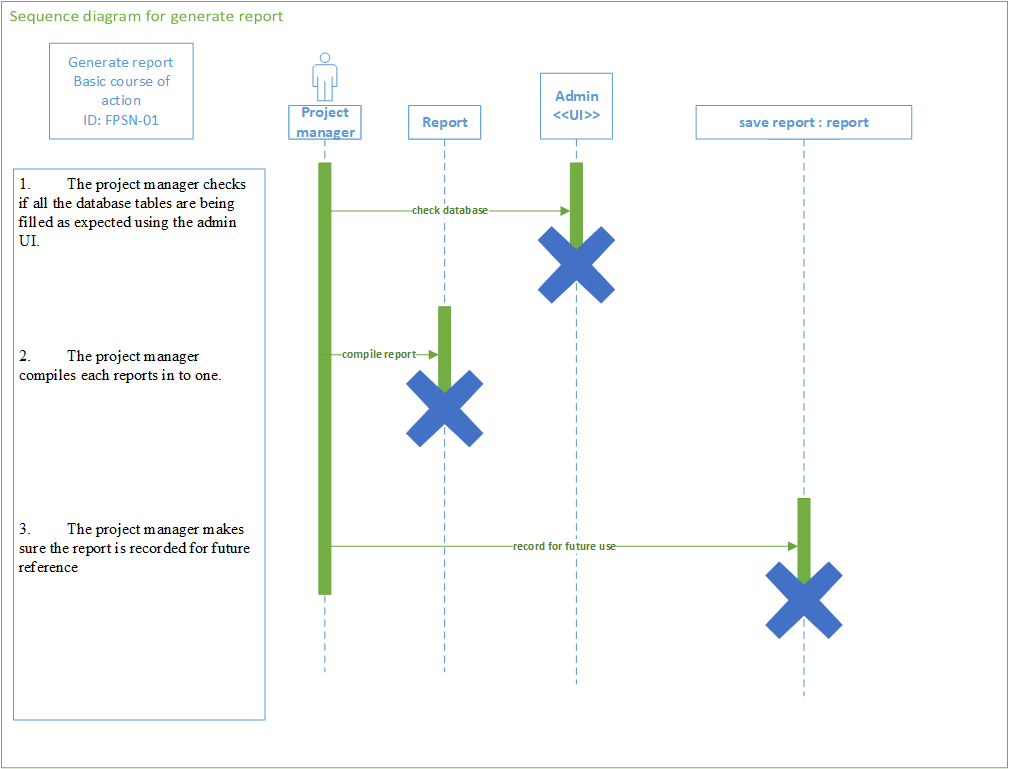 Sequence diagram for generate report
Generate report
Basic course of
action
ID: FPSN-01
Project
manager
Report
Admin
<<UI>>
save report : report
1. The project manager checks
if all the database tables are being
filled as expected using the admin
UI.
check database
2. The project manager
compiles each reports in to one.
compile report
3. The project manager makes
sure the report is recorded for future
reference
record for future use